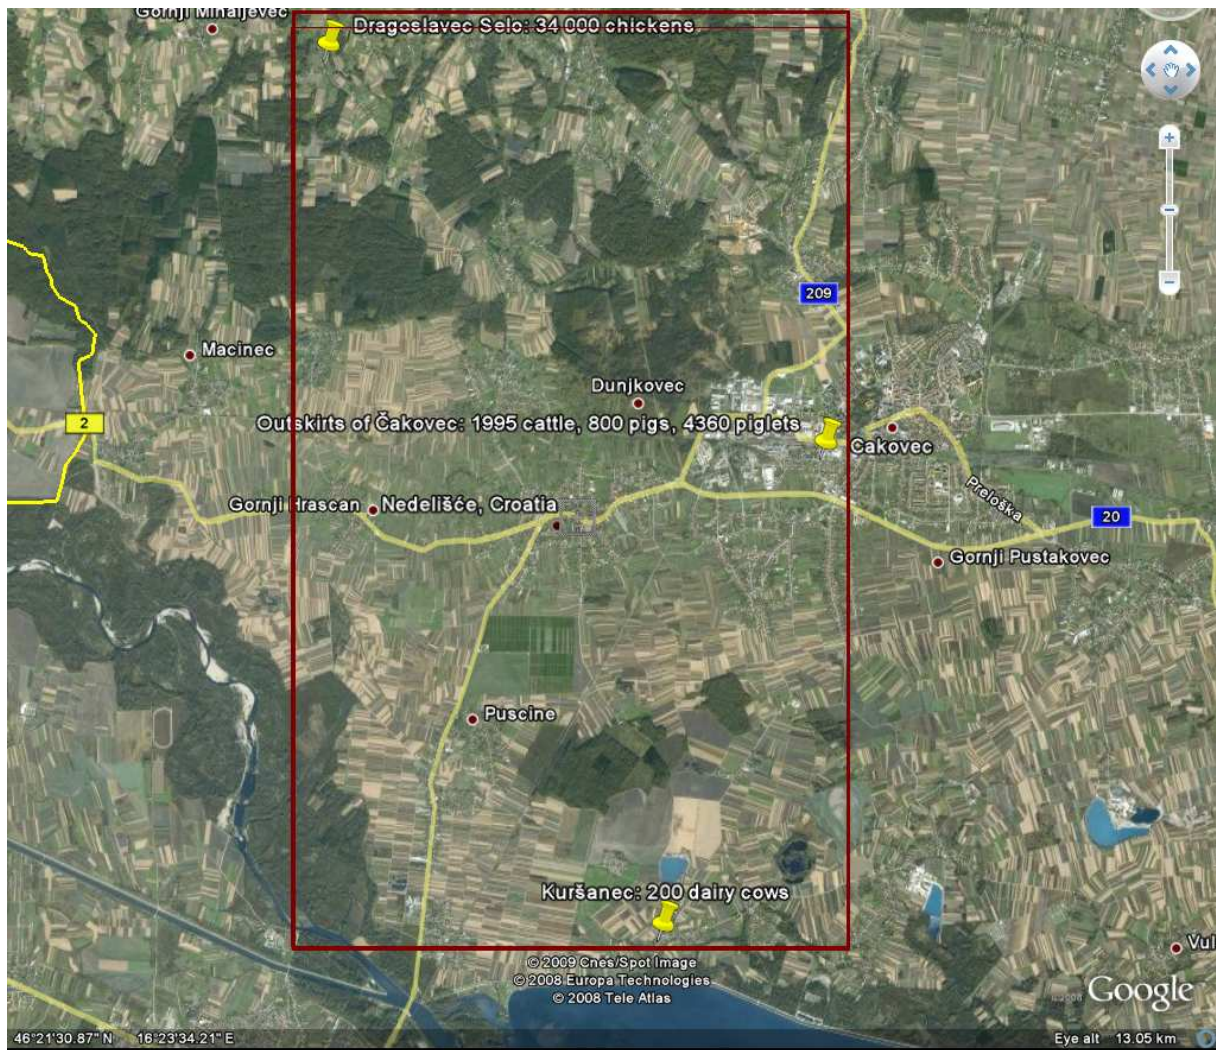 Gornji Mihaljevec
Dragoslavec Selo: 34 000 chickens
209
Macinec
Dunjkovec
2
Outskirts of Čakovec: 1995 cattle, 800 pigs, 4360 piglets
Cakovec
Preloška
Gornji Hrascan
Nedelišće, Croatia
20
Gornji Pustakovec
Puscine
Kuršanec: 200 dairy cows
Vul
© 2009 Cnes/Spot Image
© 2008 Europa Technologies
© 2008 Tele Atlas
©2008 Google
46°21'30.87" N 16°23'34.21" E
Eye alt 13.05 km